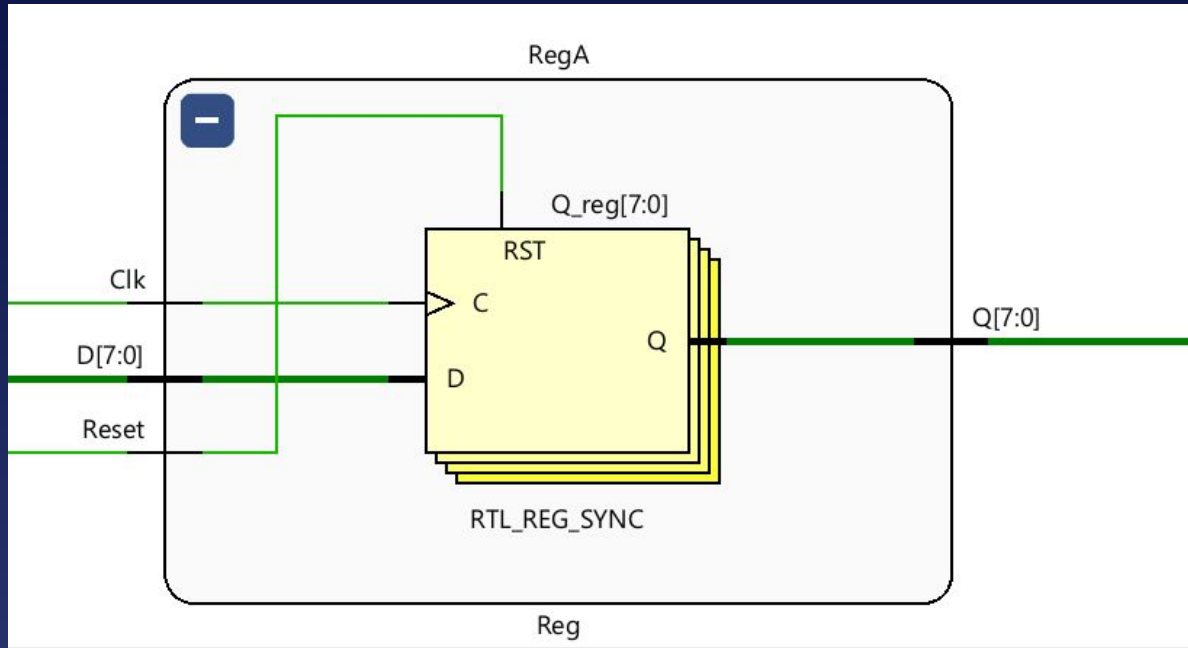 RegA
Q_reg[7:0]
RST
Clk
C
Q[7:0]
Q
D[7:0]
D
Reset
RTL_REG_SYNC
Reg